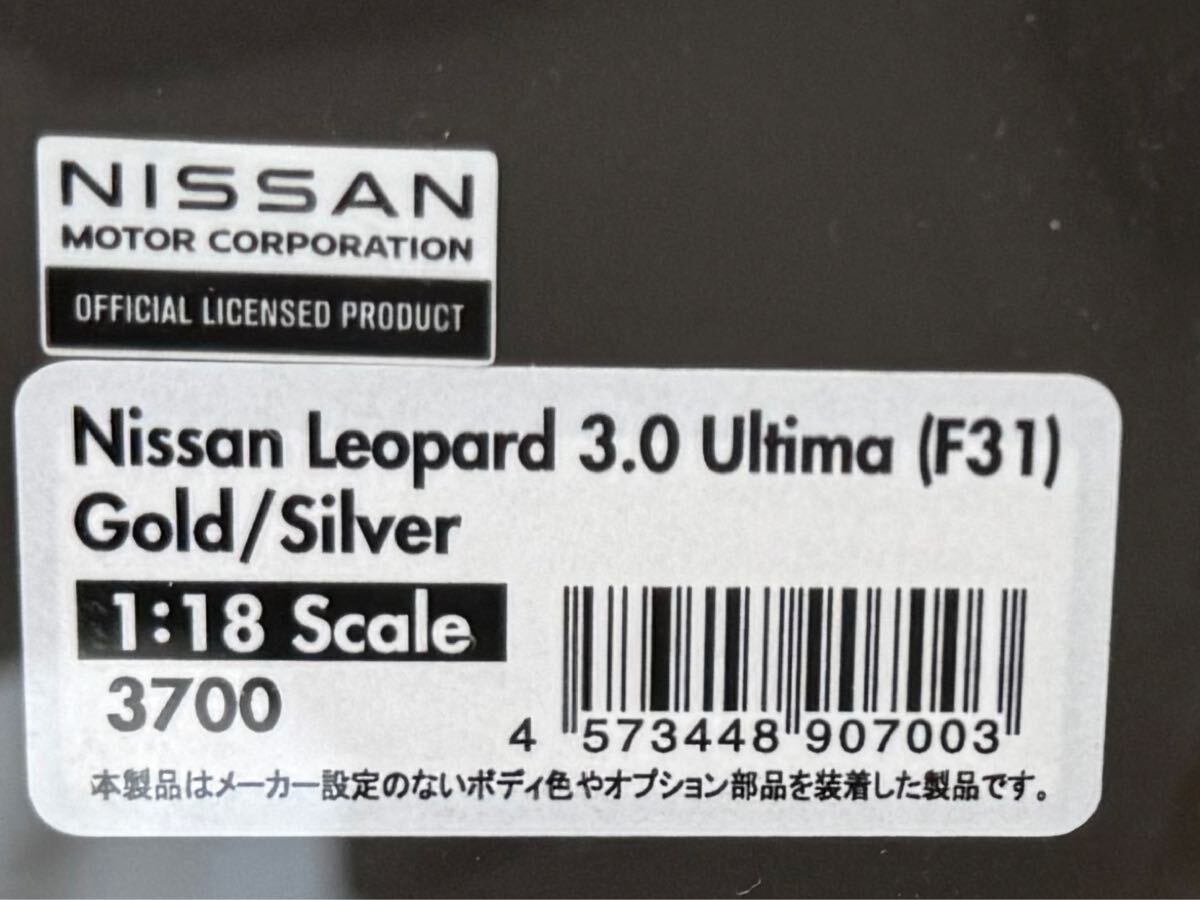 NISSAN
MOTOR CORPORATION
OFFICIAL LICENSED PRODUCT
Nissan Leopard 3.0 Ultima (F31)
Gold/Silver
1:18 Scale
3700
4 573448 907003
本製品はメーカー設定のないボディ色やオプション部品を装着した製品です。